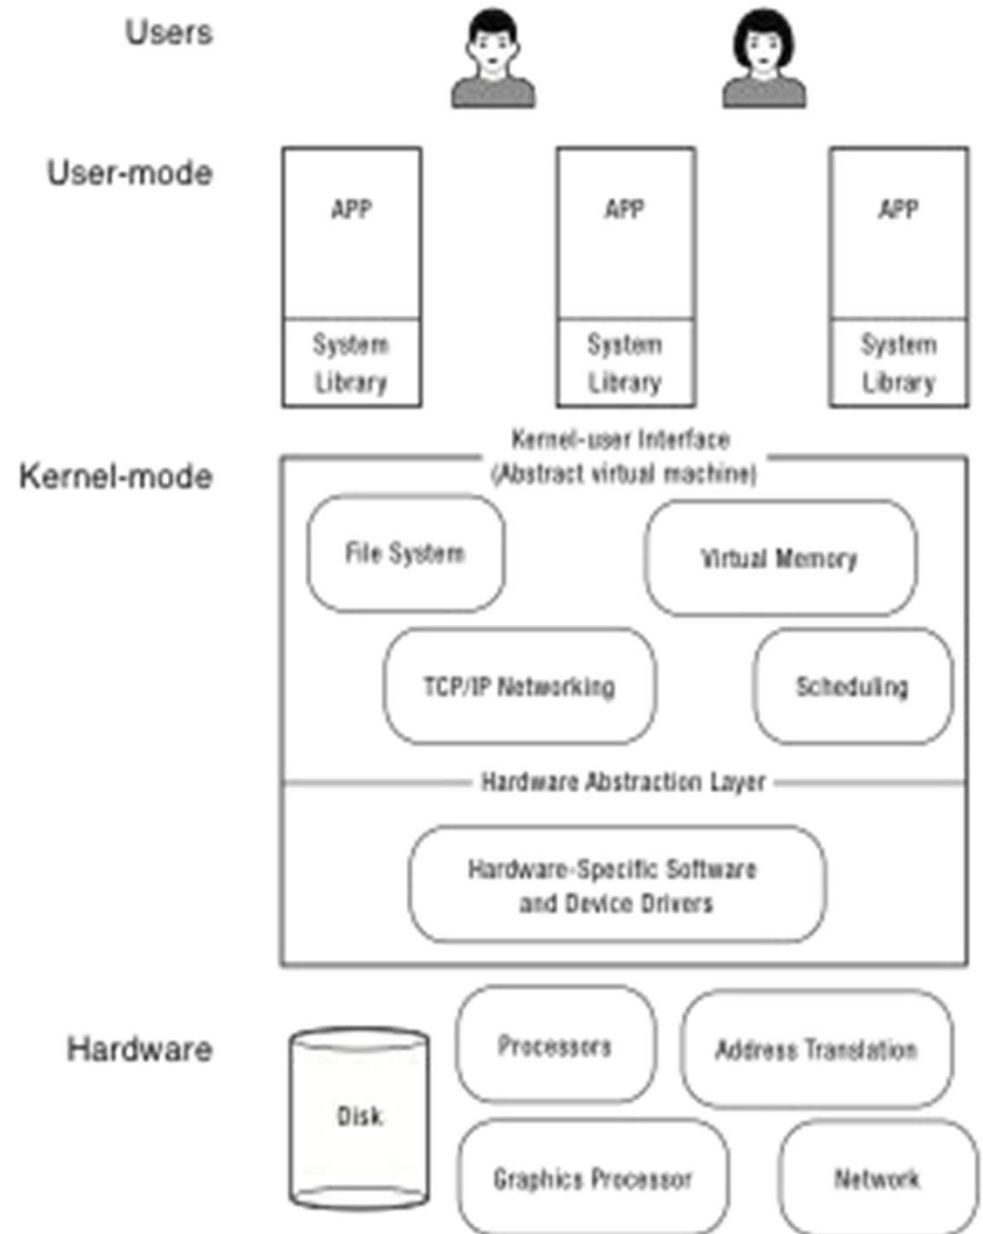 Users
User-mode
APP
APP
APP
System
Library
System
Library
System
Library
Kernel-mode
Kernel-user Interface
(Abstract virtual machine)
File System
Virtual Memory
TCP/IP Networking
Scheduling
Hardware Abstraction Layer
Hardware-Specific Software
and Device Drivers
Hardware
Processors
Address Translation
Disk
Graphics Processor
Network